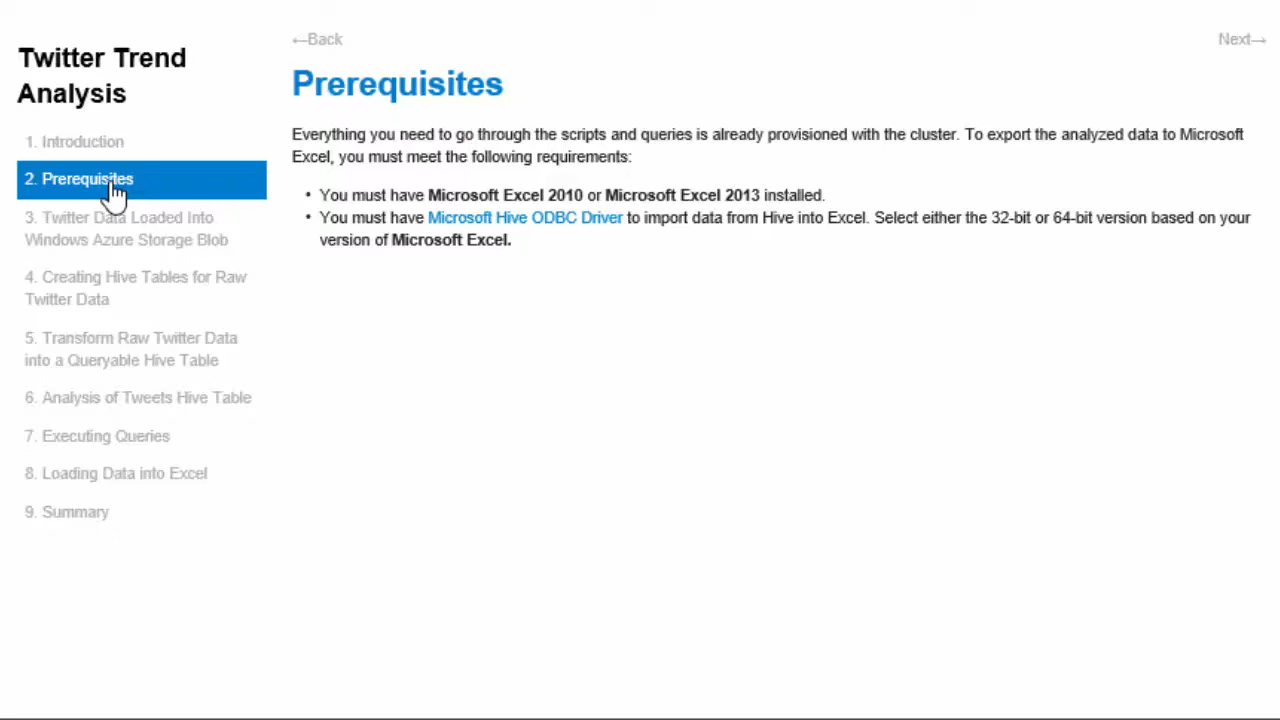 Twitter Trend
Analysis
1. Introduction
2. Prerequisites
3. Twitter Data Loaded Into
Windows Azure Storage Blob
4. Creating Hive Tables for Raw
Twitter Data
5. Transform Raw Twitter Data
into a Queryable Hive Table
6. Analysis of Tweets Hive Table
7. Executing Queries
8. Loading Data into Excel
9. Summary
←Back
Next→
Prerequisites
Everything you need to go through the scripts and queries is already provisioned with the cluster. To export the analyzed data to Microsoft
Excel, you must meet the following requirements:
• You must have Microsoft Excel 2010 or Microsoft Excel 2013 installed.
• You must have Microsoft Hive ODBC Driver to import data from Hive into Excel. Select either the 32-bit or 64-bit version based on your
version of Microsoft Excel.